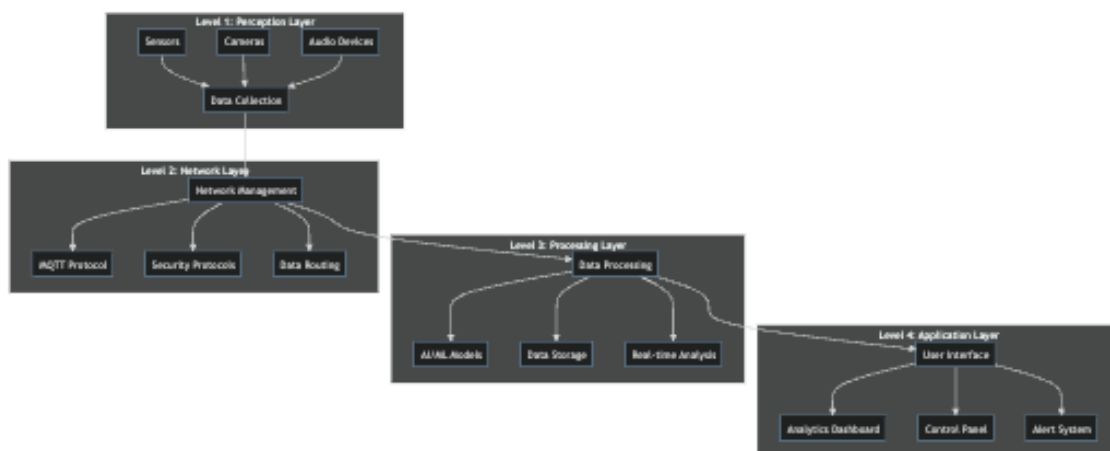 Level 1: Perception Layer
Sensors
Cameras
Audio Devices
Data Collection
Level 2: Network Layer
Network Management
MQTT Protocol
Security Protocols
Data Routing
Level 3: Processing Layer
Data Processing
AI/ML Models
Data Storage
Real-time Analysis
Level 4: Application Layer
User Interface
Analytics Dashboard
Control Panel
Alert System